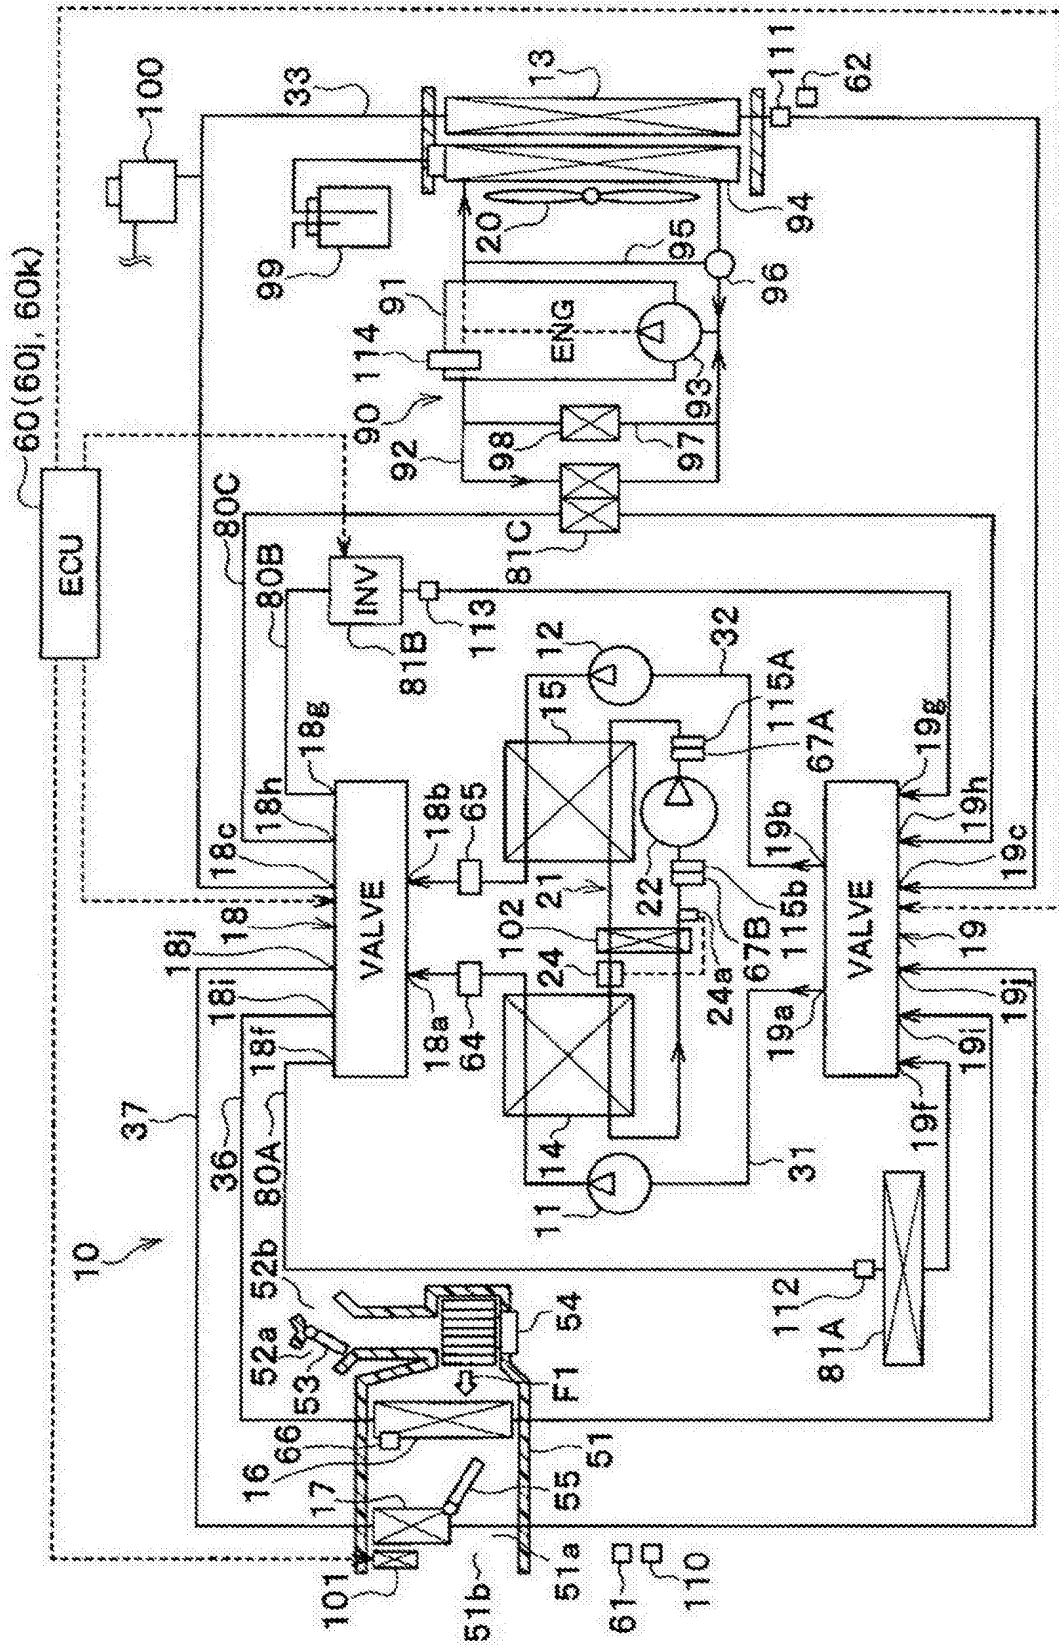 60(60j, 60k)
ECU
100
33
13
111
62
99
20
94
95
96
91
114
ENG
90
92
98
97
93
80C
80B
81C
INV
81B
113
12
32
15
115A
67A
18g
18h
18c
18
18j
18i
18f
VALVE
18b
65
18a
64
21
22
102
24
115b
67B
24a
14
11
31
19b
19a
19g
19h
19c
19
19j
19i
19f
VALVE
37
36
80A
10
52b
52a
53
54
F1
66
16
17
51
55
101
51b
51a
61
110
112
81A